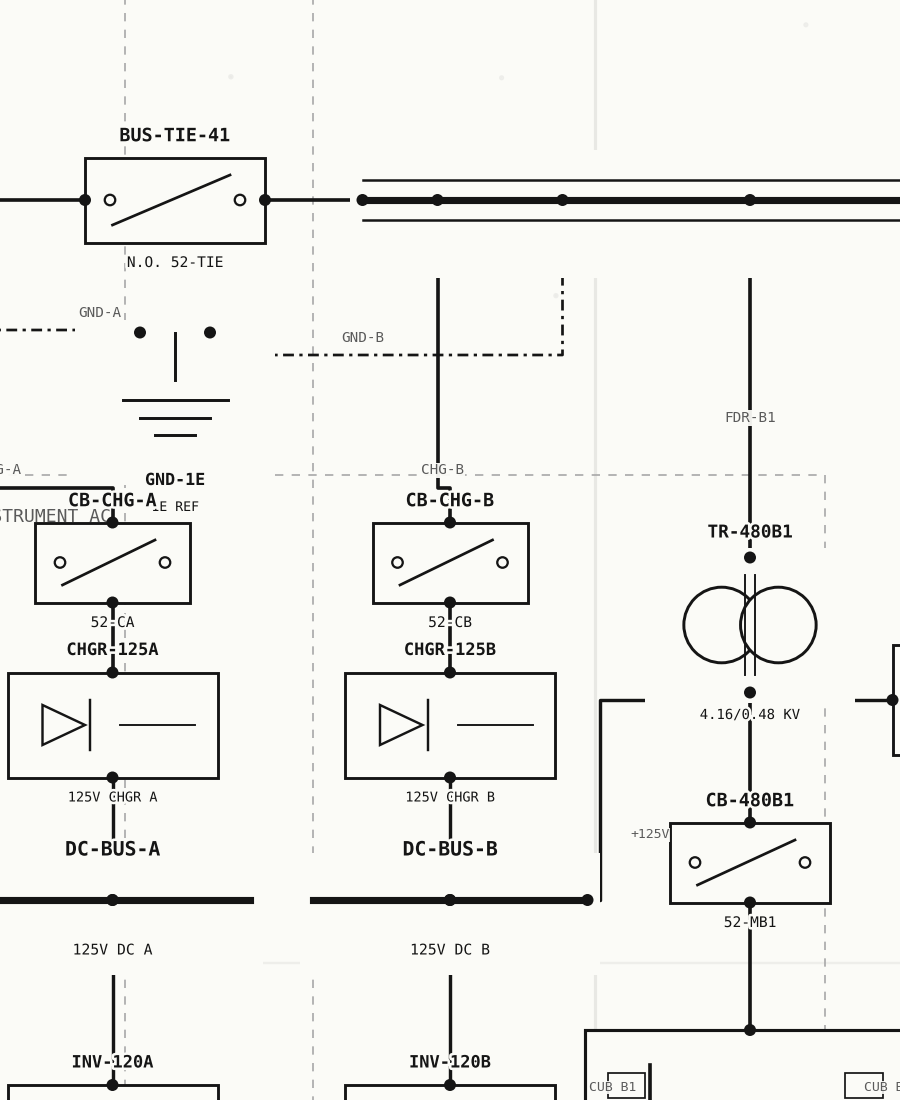 BUS-TIE-41
N.O. 52-TIE
GND-A
GND-B
FDR-B1
G-A
CHG-B
GND-1E
1E REF
CB-CHG-A
CB-CHG-B
STRUMENT AC
TR-480B1
52-CA
52-CB
CHGR-125A
CHGR-125B
4.16/0.48 KV
125V CHGR A
125V CHGR B
CB-480B1
+125V
DC-BUS-A
DC-BUS-B
52-MB1
125V DC A
125V DC B
INV-120A
INV-120B
CUB B1
CUB